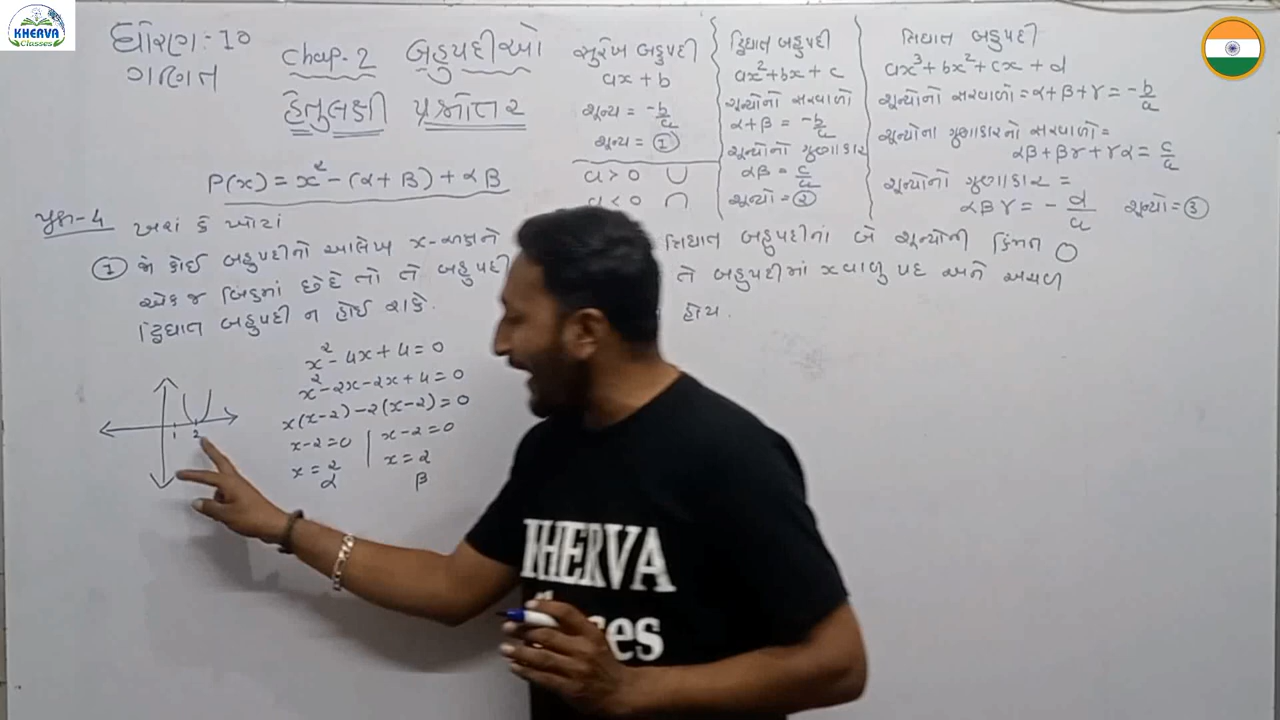 KHERVA
Classes
ધોરણ : 10
ગણિત
Chap. 2 બહુપદીઓ
હેતુલક્ષી પ્રશ્નોત્તર
P(x) = x² - (α + β) + αβ
સુરેખ બહુપદી
ax + b
શૂન્ય = -b/a
શૂન્ય = ①
a > 0 ∪
a < 0 ∩
દ્વિઘાત બહુપદી
ax² + bx + c
શૂન્યોનો સરવાળો
α + β = -b/a
શૂન્યોનો ગુણાકાર
αβ = c/a
શૂન્યો = ②
ત્રિઘાત બહુપદી
ax³ + bx² + cx + d
શૂન્યોનો સરવાળો = α + β + γ = -b/a
શૂન્યોના ગુણાકારનો સરવાળો =
αβ + βγ + γα = c/a
શૂન્યોનો ગુણાકાર =
αβγ = -d/a શૂન્યો = ③
પ્રશ્ન-4 ખરાં કે ખોટાં
① જો કોઈ બહુપદીનો આલેખ x-અક્ષને
એક જ બિંદુમાં છેદે તો તે બહુપદી
દ્વિઘાત બહુપદી ન હોઈ શકે.
ત્રિઘાત બહુપદીનાં બે શૂન્યોની કિંમત 0
તે બહુપદીમાં xવાળુ પદ અને અચળ
હોય.
x² - 4x + 4 = 0
x² - 2x - 2x + 4 = 0
x(x-2) - 2(x-2) = 0
x-2=0 | x-2=0
x = 2 | x = 2
α β
1 2
KHERVA